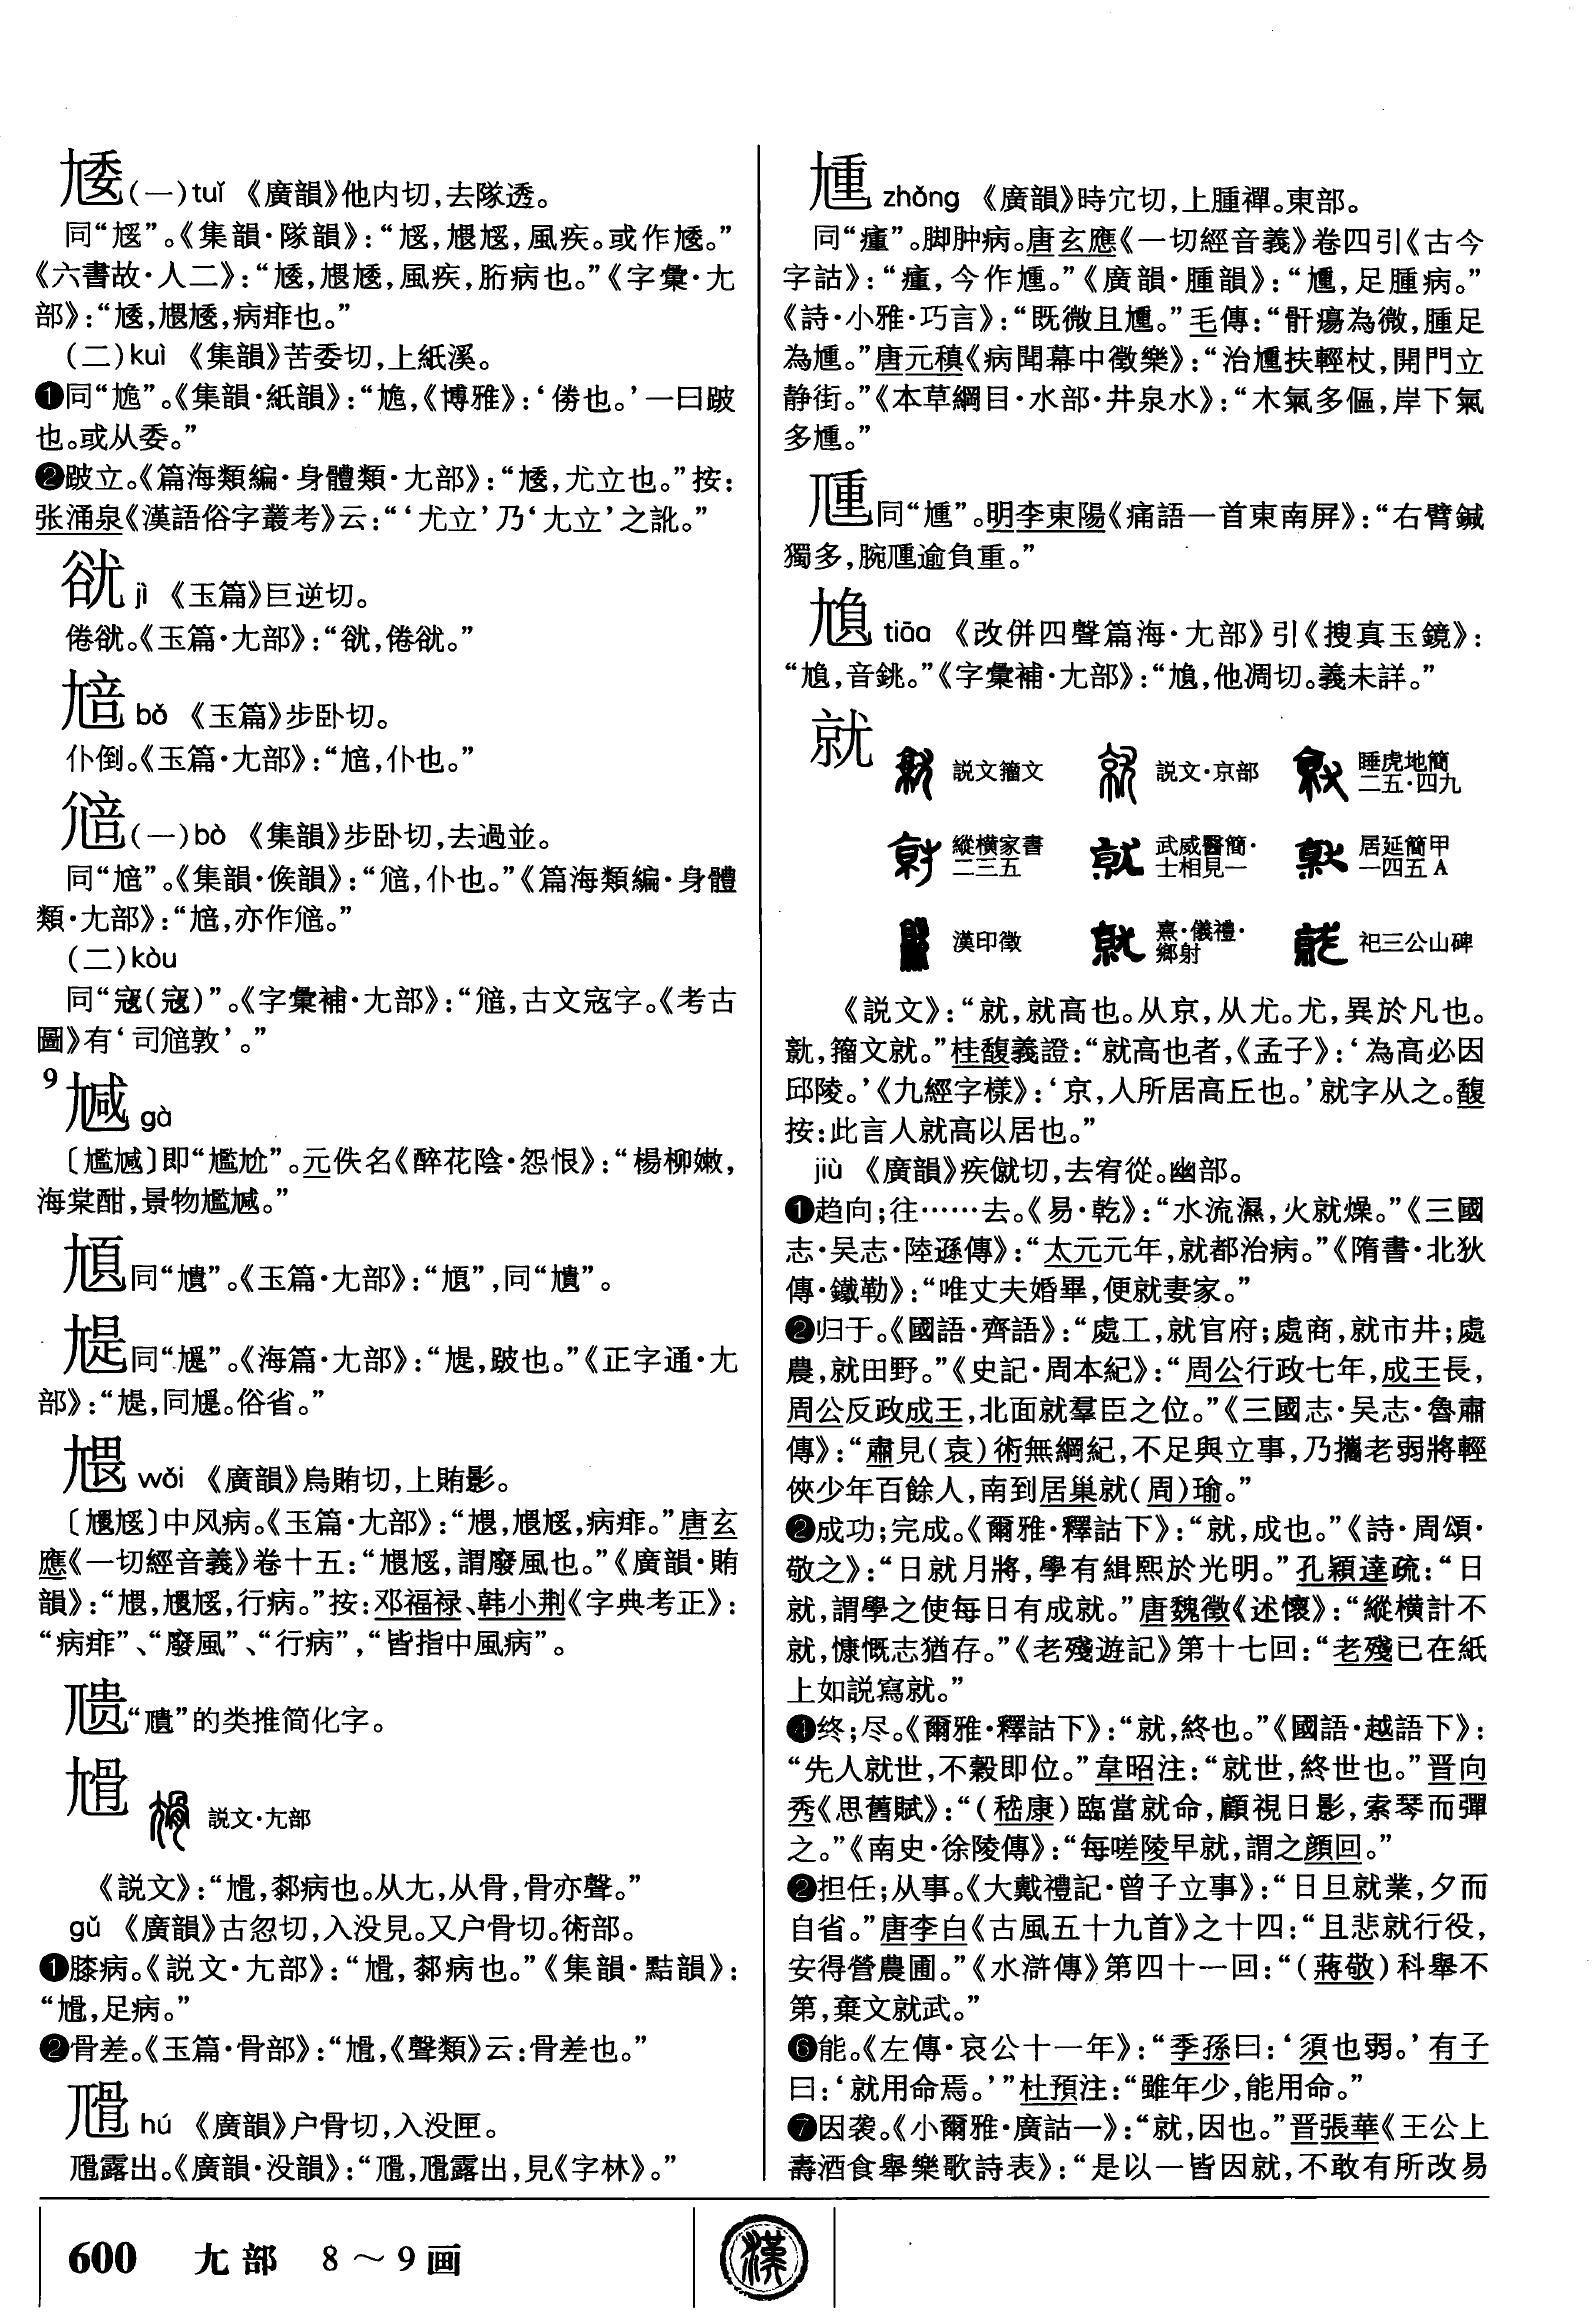 㞂(一)tuǐ 《廣韻》他内切,去隊透。
同“㞂”。《集韻·隊韻》:“㞂,㞇㞂,風疾。或作㞂。”
《六書故·人二》:“㞂,㞇㞂,風疾,胻病也。”《字彙·尢
部》:“㞂,㞇㞂,病痱也。”
(二)kuì 《集韻》苦委切,上紙溪。
❶同“尯”。《集韻·紙韻》:“尯,《博雅》:‘㑻也。’一曰跛
也。或从委。”
❷跛立。《篇海類編·身體類·尢部》:“,尤立也。”按:
张涌泉《漢語俗字叢考》云:“‘尤立’乃‘尢立’之訛。”
jì 《玉篇》巨逆切。
倦。《玉篇·尢部》:“,倦。”
bǒ 《玉篇》步卧切。
仆倒。《玉篇·尢部》:“,仆也。”
(一)bò 《集韻》步卧切,去過並。
同“”。《集韻·𠊱韻》:“,仆也。”《篇海類編·身體
類·尢部》:“,亦作。”
(二)kòu
同“寇(寇)”。《字彙補·尢部》:“,古文寇字。《考古
圖》有‘司敦’。”
9 尲 gà
〔尷〕即“尷尬”。元佚名《醉花陰·怨恨》:“楊柳嫩,
海棠酣,景物尷。”
同“”。《玉篇·尢部》:“”,同“”。
同“”。《海篇·尢部》:“,跛也。”《正字通·尢
部》:“,同。俗省。”
㞇 wǒi 《廣韻》烏賄切,上賄影。
〔㞇㞂〕中风病。《玉篇·尢部》:“㞇,㞇㞂,病痱。”唐玄
應《一切經音義》卷十五:“㞇㞂,謂廢風也。”《廣韻·賄
韻》:“㞇,㞇㞂,行病。”按:邓福禄、韩小荆《字典考正》:
“病痱”、“廢風”、“行病”,“皆指中風病”。
“”的类推简化字。
尳 説文·尢部
《説文》:“尳,䣛病也。从尢,从骨,骨亦聲。”
gǔ 《廣韻》古忽切,入没見。又户骨切。術部。
❶膝病。《説文·尢部》:“尳,䣛病也。”《集韻·黠韻》:
“尳,足病。”
❷骨差。《玉篇·骨部》:“尳,《聲類》云:骨差也。”
hú 《廣韻》户骨切,入没匣。
露出。《廣韻·没韻》:“,露出,見《字林》。”
尰 zhǒng 《廣韻》時宂切,上腫禪。東部。
同“瘇”。脚肿病。唐玄應《一切經音義》卷四引《古今
字詁》:“瘇,今作尰。”《廣韻·腫韻》:“尰,足腫病。”
《詩·小雅·巧言》:“既微且尰。”毛傳:“骭瘍為微,腫足
為尰。”唐元稹《病聞幕中徵樂》:“治尰扶輕杖,開門立
静街。”《本草綱目·水部·井泉水》:“木氣多傴,岸下氣
多尰。”
同“尰”。明李東陽《痛語一首東南屏》:“右臂鍼
獨多,腕逾負重。”
tiāo 《改併四聲篇海·尢部》引《搜真玉鏡》:
“,音銚。”《字彙補·尢部》:“,他凋切。義未詳。”
就
説文籀文 説文·京部 睡虎地簡二五·四九
縱横家書二三五 武威醫簡·士相見一 居延簡甲一四五A
漢印徵 熹·儀禮·鄉射 祀三公山碑
《説文》:“就,就高也。从京,从尤。尤,異於凡也。
,籀文就。”桂馥義證:“就高也者,《孟子》:‘為高必因
邱陵。’《九經字樣》:‘京,人所居高丘也。’就字从之。馥
按:此言人就高以居也。”
jiù 《廣韻》疾僦切,去宥從。幽部。
❶趋向;往……去。《易·乾》:“水流濕,火就燥。”《三國
志·吴志·陸遜傳》:“太元元年,就都治病。”《隋書·北狄
傳·鐵勒》:“唯丈夫婚畢,便就妻家。”
❷归于。《國語·齊語》:“處工,就官府;處商,就市井;處
農,就田野。”《史記·周本紀》:“周公行政七年,成王長,
周公反政成王,北面就羣臣之位。”《三國志·吴志·魯肅
傳》:“肅見(袁)術無綱紀,不足與立事,乃攜老弱將輕
俠少年百餘人,南到居巢就(周)瑜。”
❷成功;完成。《爾雅·釋詁下》:“就,成也。”《詩·周頌·
敬之》:“日就月將,學有緝熙於光明。”孔穎達疏:“日
就,謂學之使每日有成就。”唐魏徵《述懷》:“縱横計不
就,慷慨志猶存。”《老殘遊記》第十七回:“老殘已在紙
上如説寫就。”
❹终;尽。《爾雅·釋詁下》:“就,終也。”《國語·越語下》:
“先人就世,不穀即位。”韋昭注:“就世,終世也。”晋向
秀《思舊賦》:“(嵇康)臨當就命,顧視日影,索琴而彈
之。”《南史·徐陵傳》:“每嗟陵早就,謂之顔回。”
❷担任;从事。《大戴禮記·曾子立事》:“日旦就業,夕而
自省。”唐李白《古風五十九首》之十四:“且悲就行役,
安得營農圃。”《水滸傳》第四十一回:“(蔣敬)科舉不
第,棄文就武。”
❻能。《左傳·哀公十一年》:“季孫曰:‘須也弱。’有子
曰:‘就用命焉。’”杜預注:“雖年少,能用命。”
❼因袭。《小爾雅·廣詁一》:“就,因也。”晋張華《王公上
壽酒食舉樂歌詩表》:“是以一皆因就,不敢有所改易
600 尢部 8～9画
漢